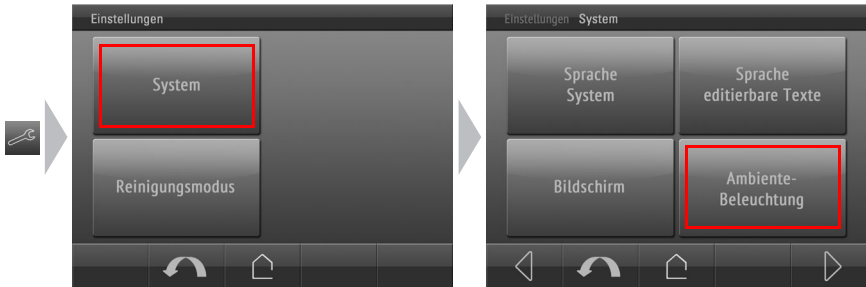 Einstellungen
System
Reinigungsmodus
Einstellungen System
Sprache
System
Sprache
editierbare Texte
Bildschirm
Ambiente-
Beleuchtung